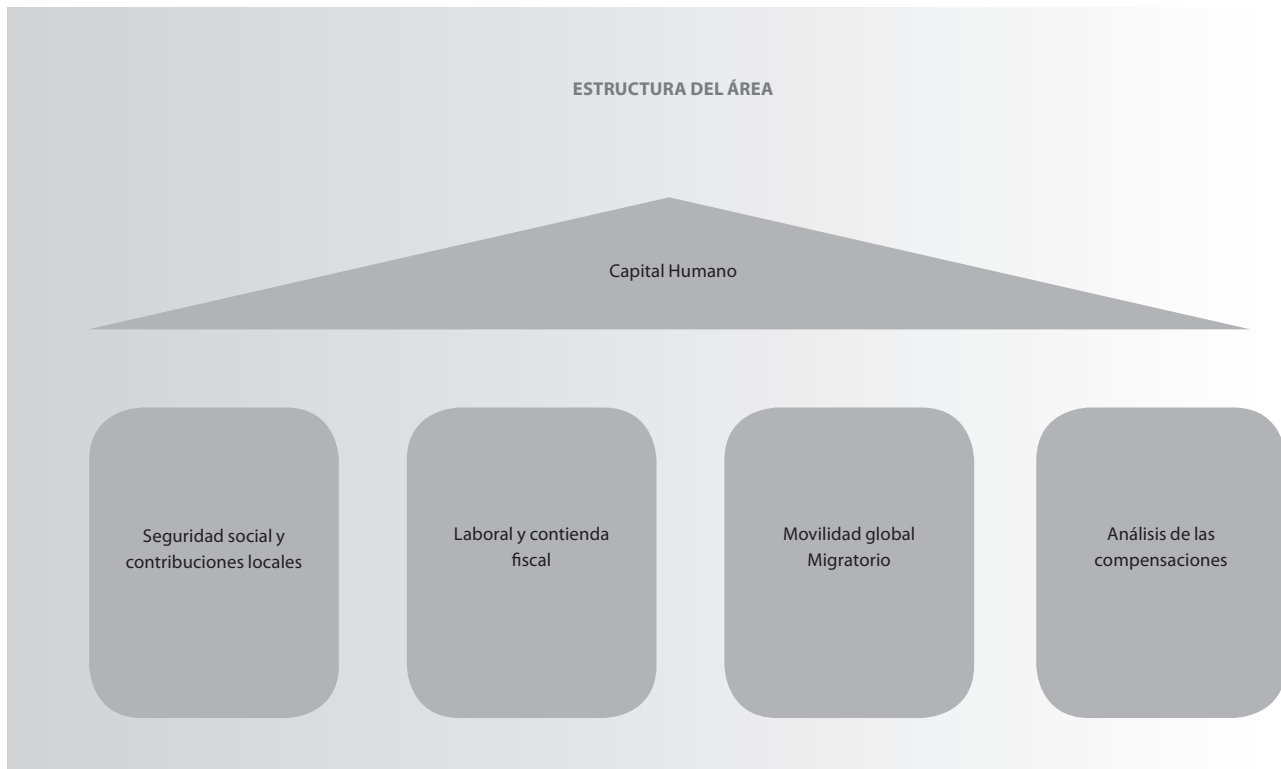 ESTRUCTURA DEL ÁREA
Capital Humano
Seguridad social y
contribuciones locales
Laboral y contienda
fiscal
Movilidad global
Migratorio
Análisis de las
compensaciones